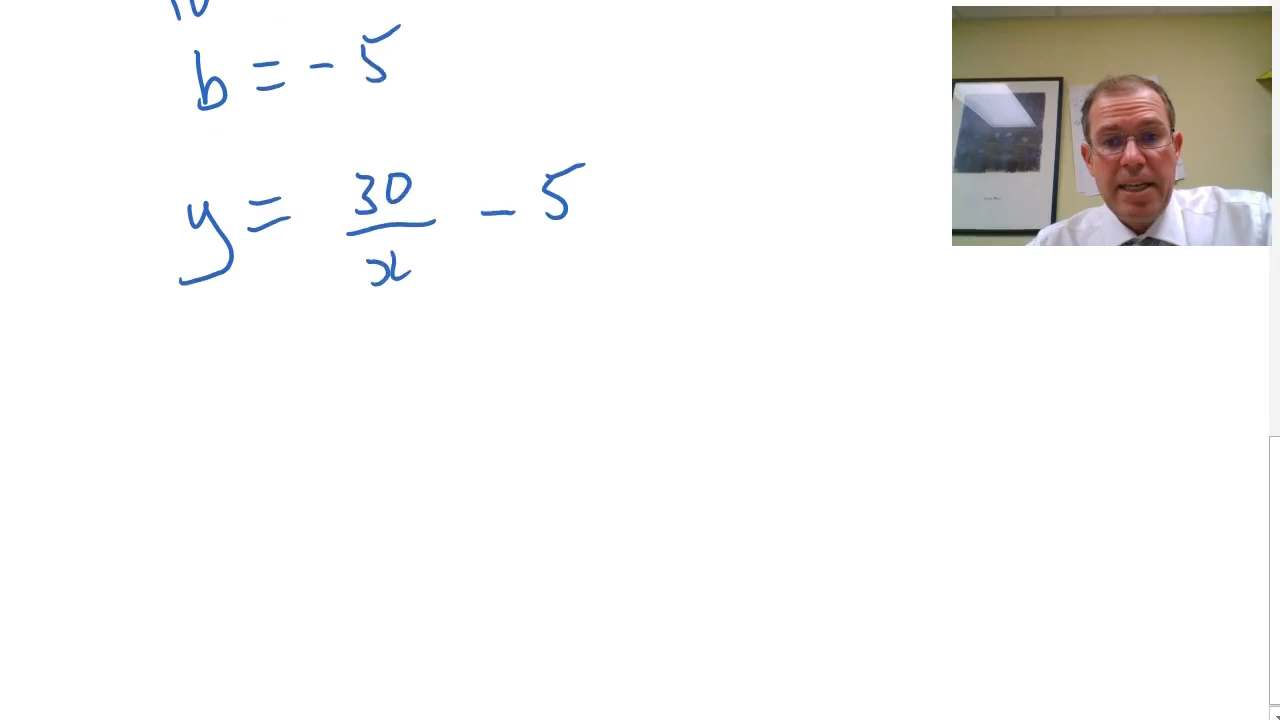 b = - 5
y = 30/x - 5